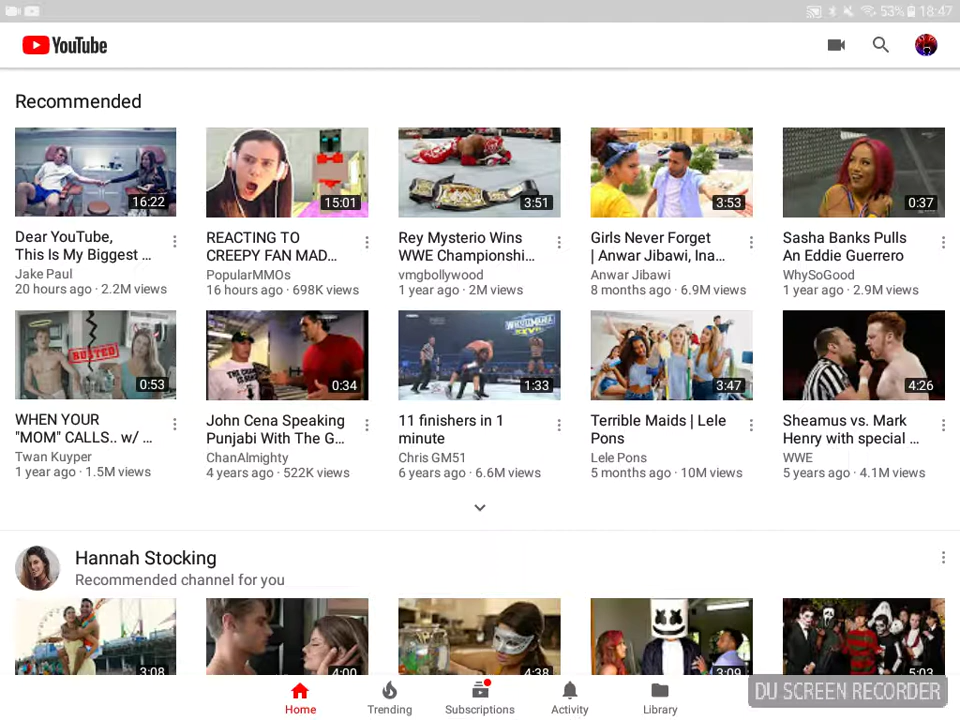 53% 18:47
YouTube
Recommended
16:22
15:01
3:51
3:53
0:37
Dear YouTube,
This Is My Biggest ...
Jake Paul
20 hours ago · 2.2M views
REACTING TO
CREEPY FAN MAD...
PopularMMOs
16 hours ago · 698K views
Rey Mysterio Wins
WWE Championshi...
vmgbollywood
1 year ago · 2M views
Girls Never Forget
| Anwar Jibawi, Ina...
Anwar Jibawi
8 months ago · 6.9M views
Sasha Banks Pulls
An Eddie Guerrero
WhySoGood
1 year ago · 2.9M views
BUSTED
0:53
0:34
WRESTLEMANIA
1:33
3:47
4:26
WHEN YOUR
"MOM" CALLS.. w/ ...
Twan Kuyper
1 year ago · 1.5M views
John Cena Speaking
Punjabi With The G...
ChanAlmighty
4 years ago · 522K views
11 finishers in 1
minute
Chris GM51
6 years ago · 6.6M views
Terrible Maids | Lele
Pons
Lele Pons
5 months ago · 10M views
Sheamus vs. Mark
Henry with special ...
WWE
5 years ago · 4.1M views
Hannah Stocking
Recommended channel for you
3:08
4:00
4:38
3:09
5:03
DU SCREEN RECORDER
Home
Trending
Subscriptions
Activity
Library